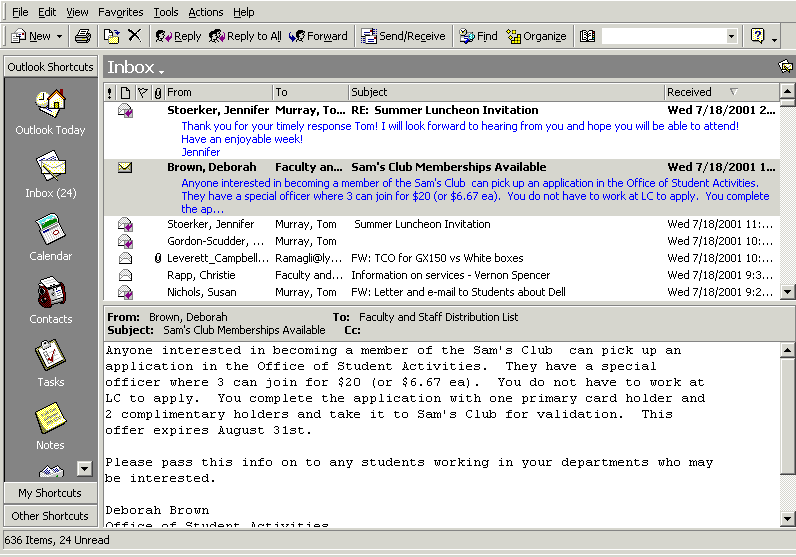 File Edit View Favorites Tools Actions Help
New Reply Reply to All Forward Send/Receive Find Organize
Outlook Shortcuts
Inbox
From To Subject Received
Stoerker, Jennifer Murray, To... RE: Summer Luncheon Invitation Wed 7/18/2001 2...
Thank you for your timely response Tom! I will look forward to hearing from you and hope you will be able to attend!
Have an enjoyable week!
Jennifer
Brown, Deborah Faculty an... Sam's Club Memberships Available Wed 7/18/2001 1...
Anyone interested in becoming a member of the Sam's Club can pick up an application in the Office of Student Activities.
They have a special officer where 3 can join for $20 (or $6.67 ea). You do not have to work at LC to apply. You complete
the ap...
Stoerker, Jennifer Murray, Tom Summer Luncheon Invitation Wed 7/18/2001 11:...
Gordon-Scudder, ... Murray, Tom Wed 7/18/2001 10:...
Leverett_Campbell... Ramagli@ly... FW: TCO for GX150 vs White boxes Wed 7/18/2001 10:...
Rapp, Christie Faculty and... Information on services - Vernon Spencer Wed 7/18/2001 9:3...
Nichols, Susan Murray, Tom FW: Letter and e-mail to Students about Dell Wed 7/18/2001 9:2...
Outlook Today
Inbox (24)
Calendar
Contacts
Tasks
Notes
My Shortcuts
Other Shortcuts
From: Brown, Deborah To: Faculty and Staff Distribution List
Subject: Sam's Club Memberships Available Cc:
Anyone interested in becoming a member of the Sam's Club can pick up an
application in the Office of Student Activities. They have a special
officer where 3 can join for $20 (or $6.67 ea). You do not have to work at
LC to apply. You complete the application with one primary card holder and
2 complimentary holders and take it to Sam's Club for validation. This
offer expires August 31st.
Please pass this info on to any students working in your departments who may
be interested.
Deborah Brown
Office of Student Activities
636 Items, 24 Unread